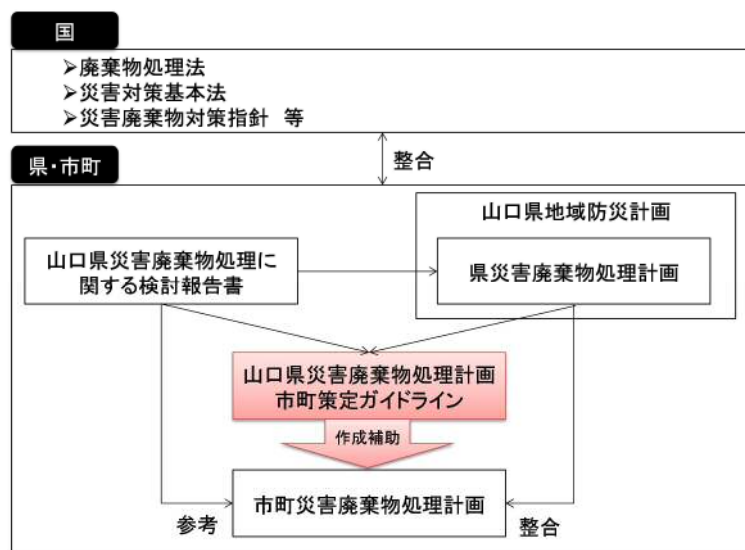 国
➢廃棄物処理法
➢災害対策基本法
➢災害廃棄物対策指針 等
整合
県・市町
山口県地域防災計画
山口県災害廃棄物処理に
関する検討報告書
県災害廃棄物処理計画
山口県災害廃棄物処理計画
市町策定ガイドライン
作成補助
市町災害廃棄物処理計画
参考
整合